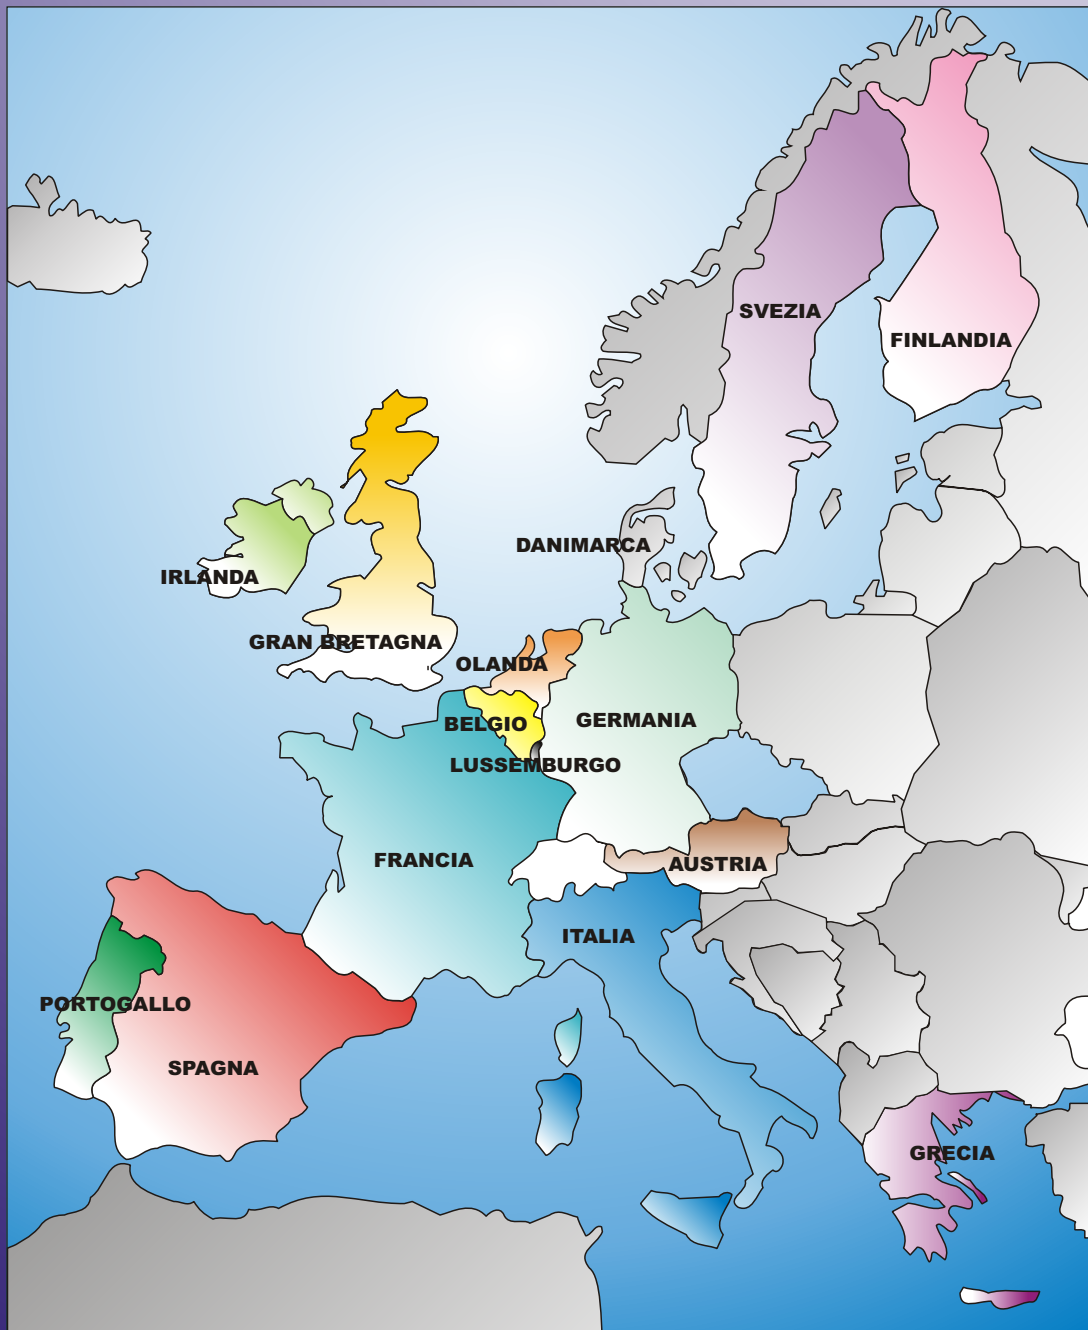 SVEZIA
FINLANDIA
DANIMARCA
IRLANDA
GRAN BRETAGNA
OLANDA
BELGIO
GERMANIA
LUSSEMBURGO
FRANCIA
AUSTRIA
ITALIA
PORTOGALLO
SPAGNA
GRECIA